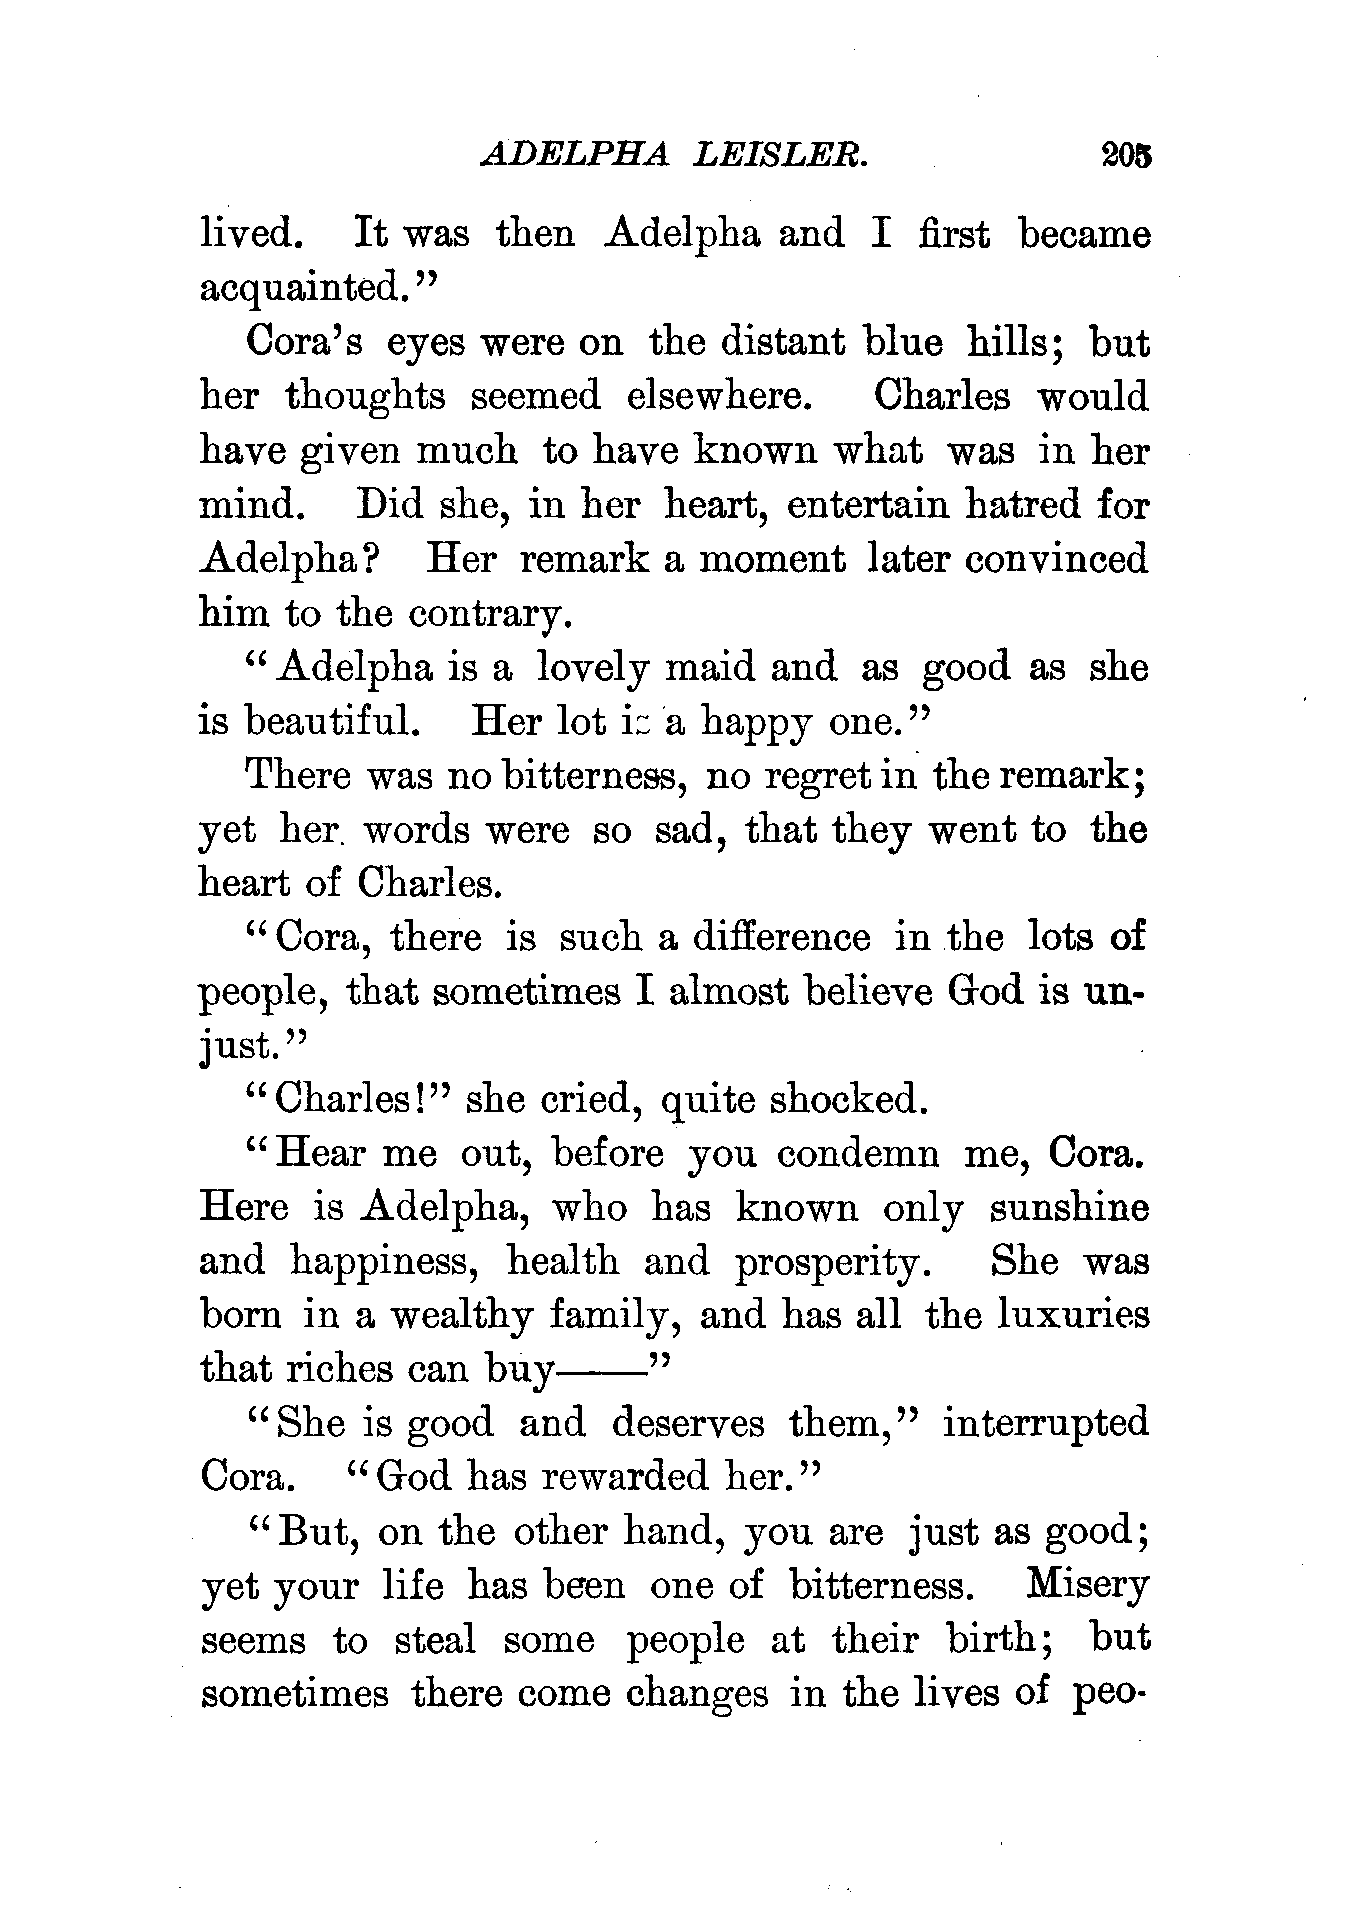 ADELPHA LEISLER. 205
lived. It was then Adelpha and I first became
acquainted."
Cora's eyes were on the distant blue hills; but
her thoughts seemed elsewhere. Charles would
have given much to have known what was in her
mind. Did she, in her heart, entertain hatred for
Adelpha? Her remark a moment later convinced
him to the contrary.
"Adelpha is a lovely maid and as good as she
is beautiful. Her lot is a happy one."
There was no bitterness, no regret in the remark;
yet her words were so sad, that they went to the
heart of Charles.
"Cora, there is such a difference in the lots of
people, that sometimes I almost believe God is un-
just."
"Charles!" she cried, quite shocked.
"Hear me out, before you condemn me, Cora.
Here is Adelpha, who has known only sunshine
and happiness, health and prosperity. She was
born in a wealthy family, and has all the luxuries
that riches can buy——"
"She is good and deserves them," interrupted
Cora. "God has rewarded her."
"But, on the other hand, you are just as good;
yet your life has been one of bitterness. Misery
seems to steal some people at their birth; but
sometimes there come changes in the lives of peo-